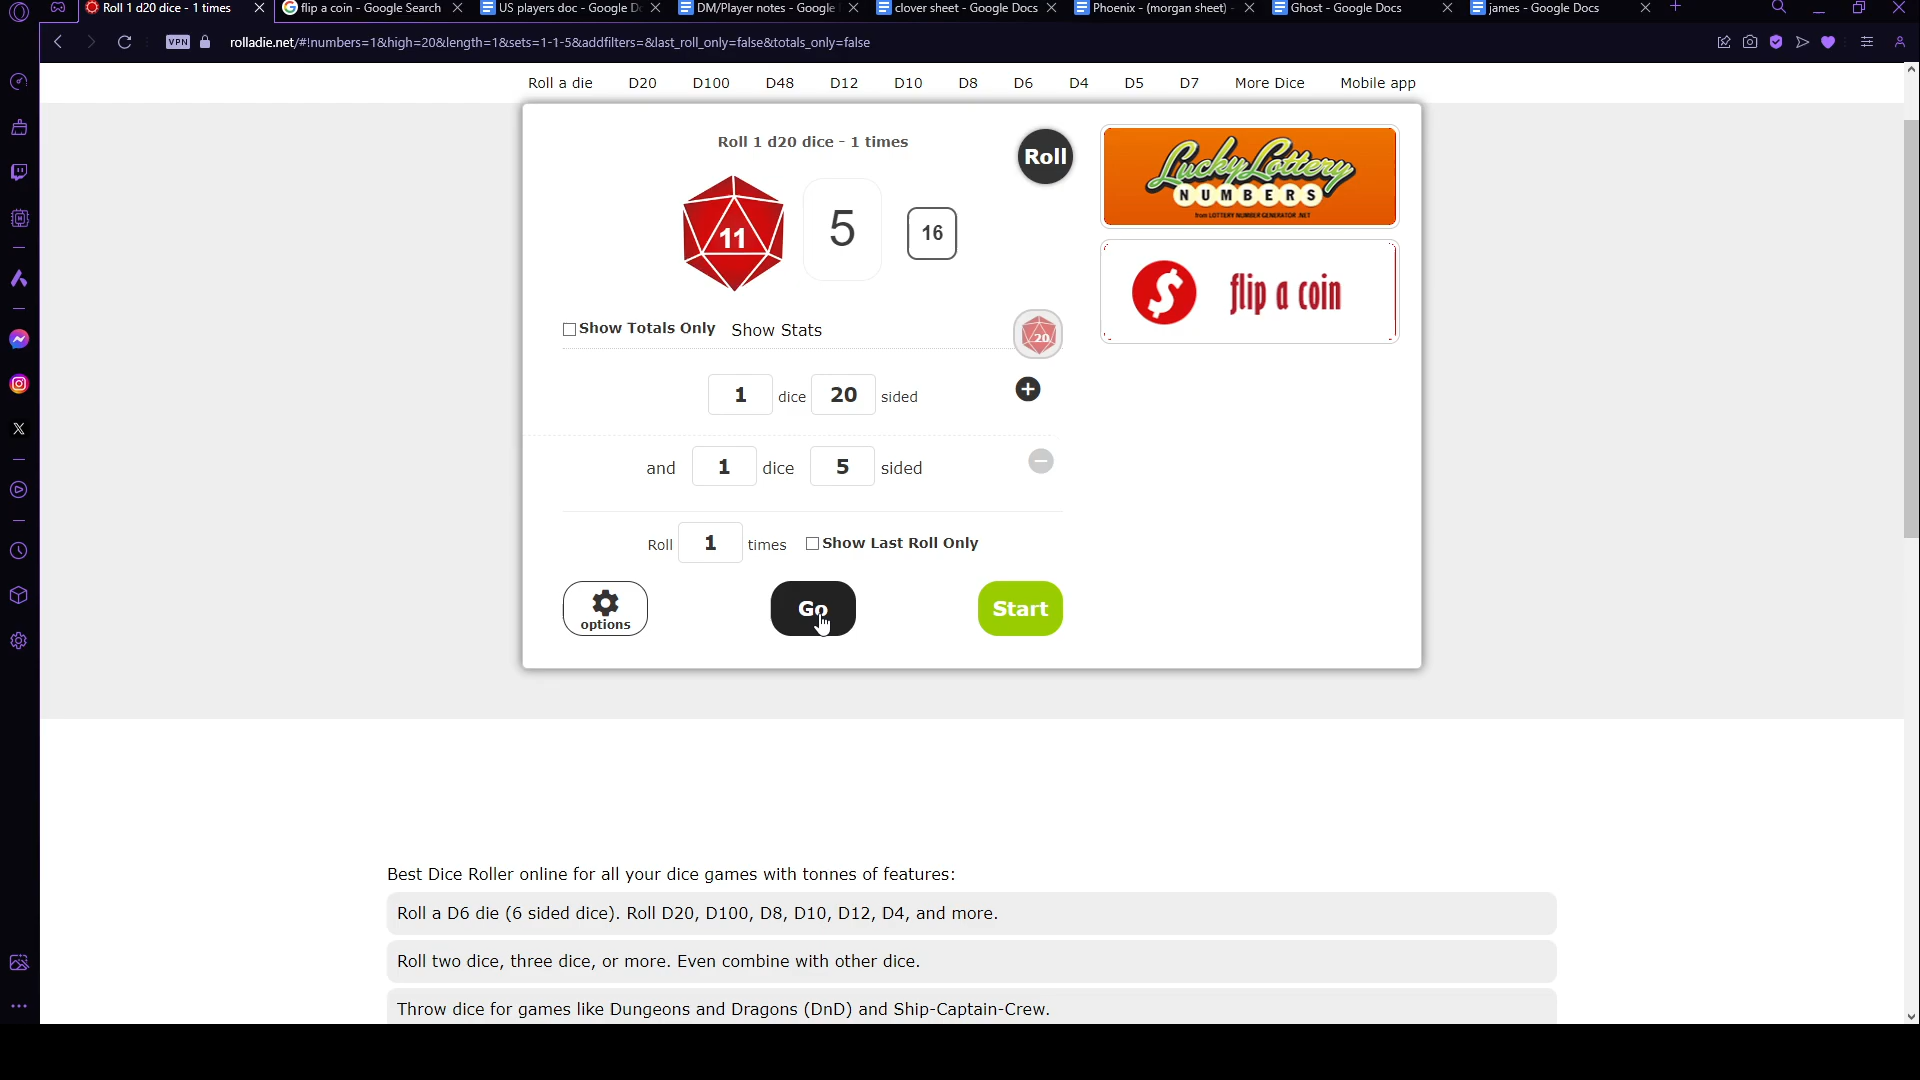 Roll 1 d20 dice - 1 times
flip a coin - Google Search
US players doc - Google D
DM/Player notes - Google
clover sheet - Google Docs
Phoenix - (morgan sheet) -
Ghost - Google Docs
james - Google Docs
VPN rolladie.net/#!numbers=1&high=20&length=1&sets=1-1-5&addfilters=&last_roll_only=false&totals_only=false
Roll a die D20 D100 D48 D12 D10 D8 D6 D4 D5 D7 More Dice Mobile app
Roll 1 d20 dice - 1 times
Roll
11 5 16
Lucky Lottery
NUMBERS
from LOTTERY NUMBER GENERATOR .NET
$ flip a coin
Show Totals Only Show Stats
20
1 dice 20 sided
and 1 dice 5 sided
Roll 1 times Show Last Roll Only
options
Go
Start
Best Dice Roller online for all your dice games with tonnes of features:
Roll a D6 die (6 sided dice). Roll D20, D100, D8, D10, D12, D4, and more.
Roll two dice, three dice, or more. Even combine with other dice.
Throw dice for games like Dungeons and Dragons (DnD) and Ship-Captain-Crew.